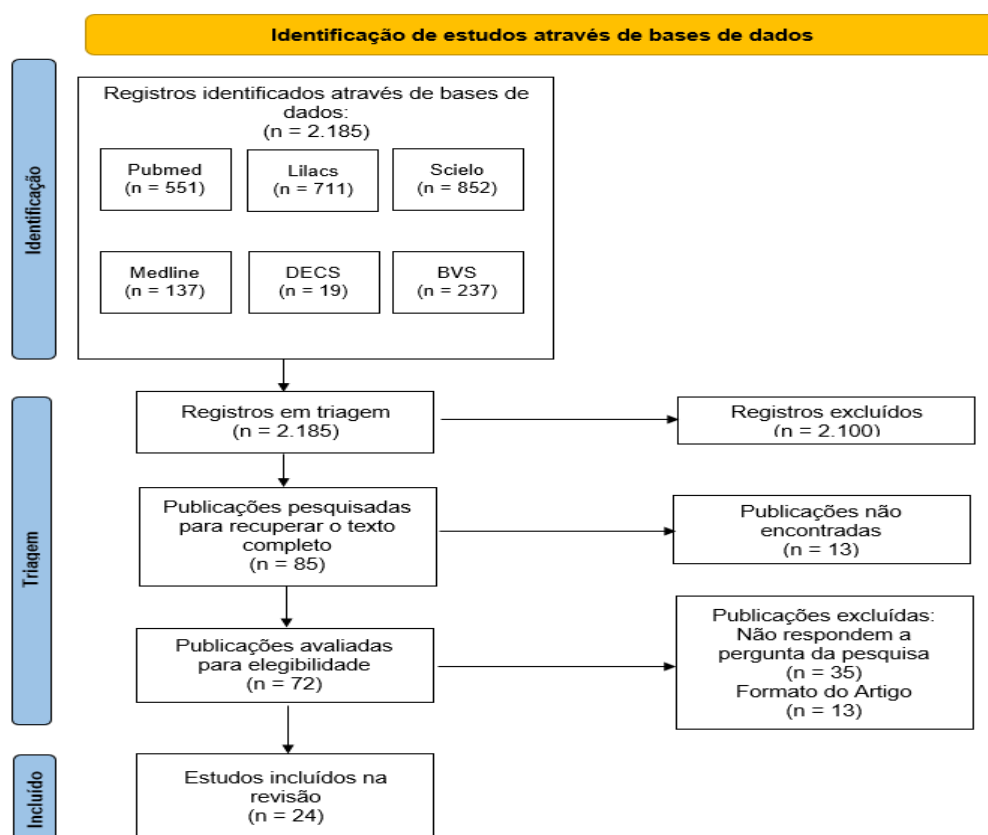 Identificação de estudos através de bases de dados
Identificação
Registros identificados através de bases de
dados:
(n = 2.185)
Pubmed
(n = 551)
Lilacs
(n = 711)
Scielo
(n = 852)
Medline
(n = 137)
DECS
(n = 19)
BVS
(n = 237)
Triagem
Registros em triagem
(n = 2.185)
Registros excluídos
(n = 2.100)
Publicações pesquisadas
para recuperar o texto
completo
(n = 85)
Publicações não
encontradas
(n = 13)
Publicações avaliadas
para elegibilidade
(n = 72)
Publicações excluídas:
Não respondem a
pergunta da pesquisa
(n = 35)
Formato do Artigo
(n = 13)
Incluído
Estudos incluídos na
revisão
(n = 24)